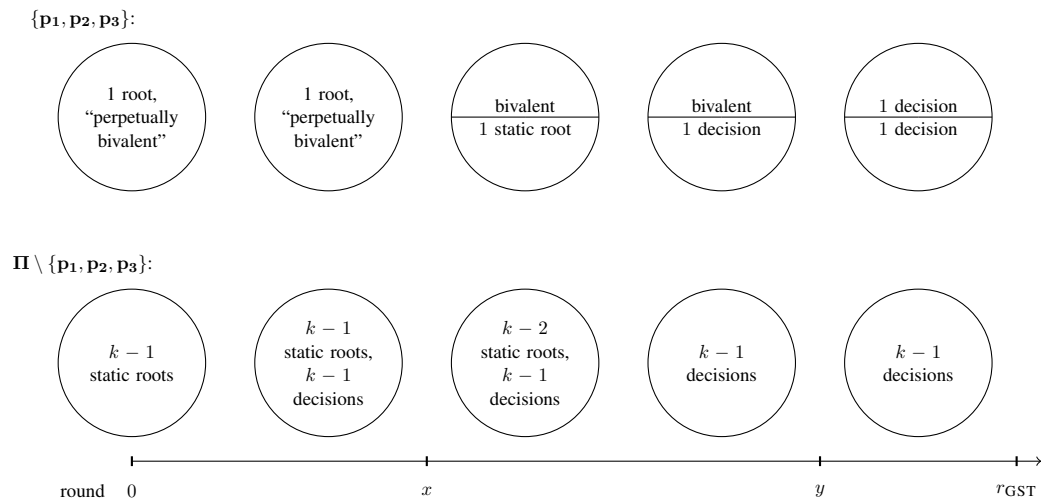 {p₁, p₂, p₃}:
1 root,
“perpetually
bivalent”
1 root,
“perpetually
bivalent”
bivalent
1 static root
bivalent
1 decision
1 decision
1 decision
Π \ {p₁, p₂, p₃}:
k − 1
static roots
k − 1
static roots,
k − 1
decisions
k − 2
static roots,
k − 1
decisions
k − 1
decisions
k − 1
decisions
round 0 x y r_GST